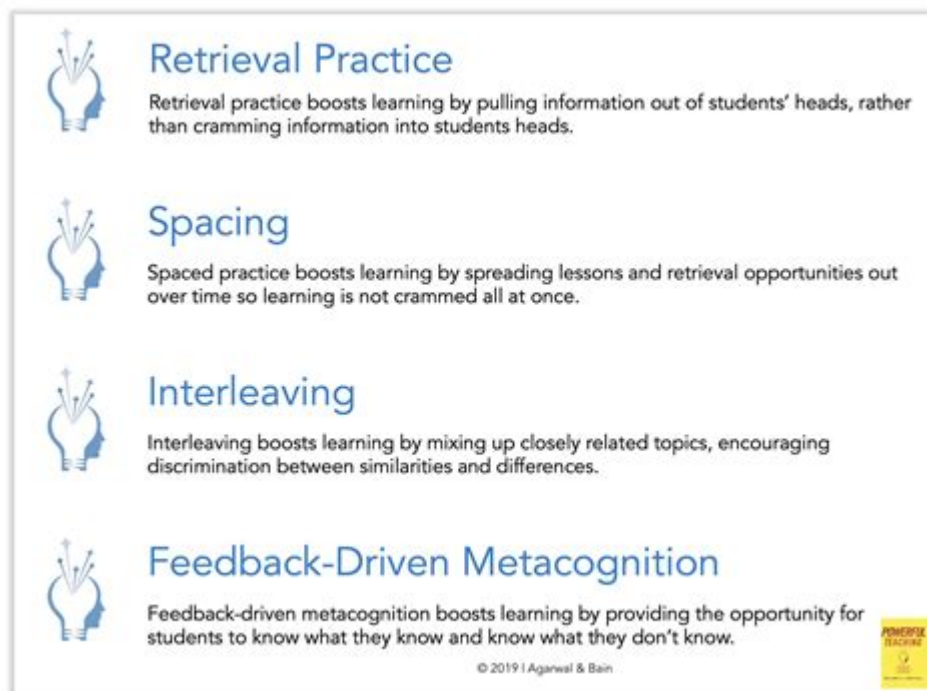 Retrieval Practice
Retrieval practice boosts learning by pulling information out of students' heads, rather
than cramming information into students heads.
Spacing
Spaced practice boosts learning by spreading lessons and retrieval opportunities out
over time so learning is not crammed all at once.
Interleaving
Interleaving boosts learning by mixing up closely related topics, encouraging
discrimination between similarities and differences.
Feedback-Driven Metacognition
Feedback-driven metacognition boosts learning by providing the opportunity for
students to know what they know and know what they don't know.
© 2019 | Agarwal & Bain
POWERFUL
TEACHING